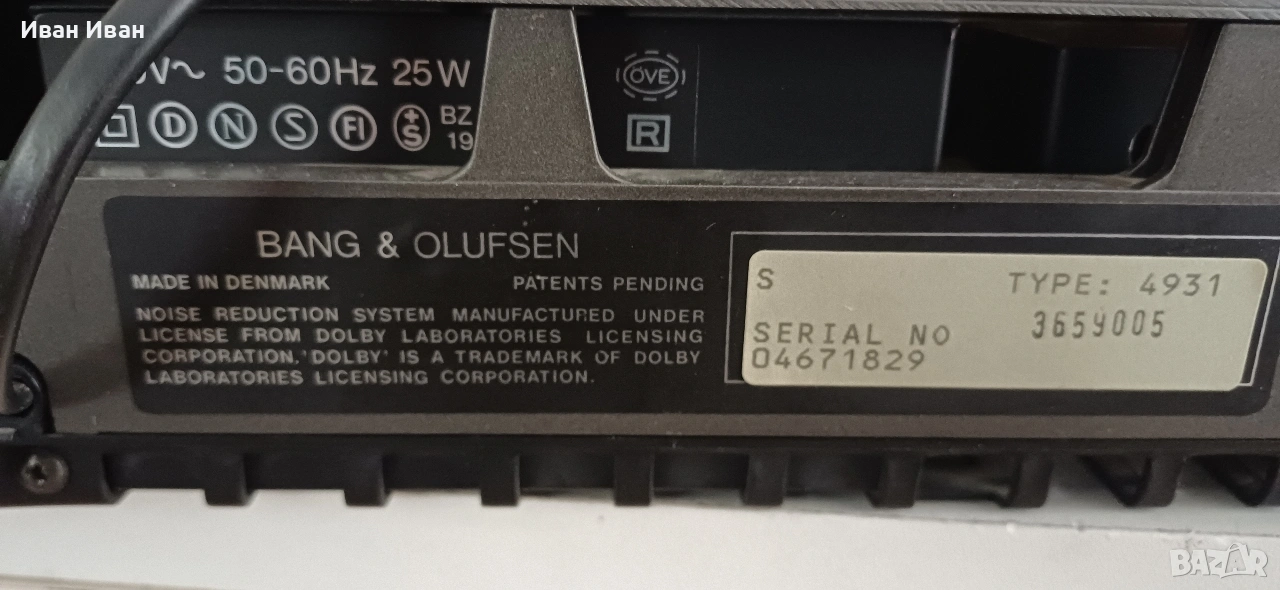 Иван Иван
V~ 50-60Hz 25W
D N S FI +S BZ
19
ÖVE
R
BANG & OLUFSEN
MADE IN DENMARK PATENTS PENDING
NOISE REDUCTION SYSTEM MANUFACTURED UNDER
LICENSE FROM DOLBY LABORATORIES LICENSING
CORPORATION. 'DOLBY' IS A TRADEMARK OF DOLBY
LABORATORIES LICENSING CORPORATION.
S TYPE: 4931
SERIAL NO 3659005
04671829
BAZAR